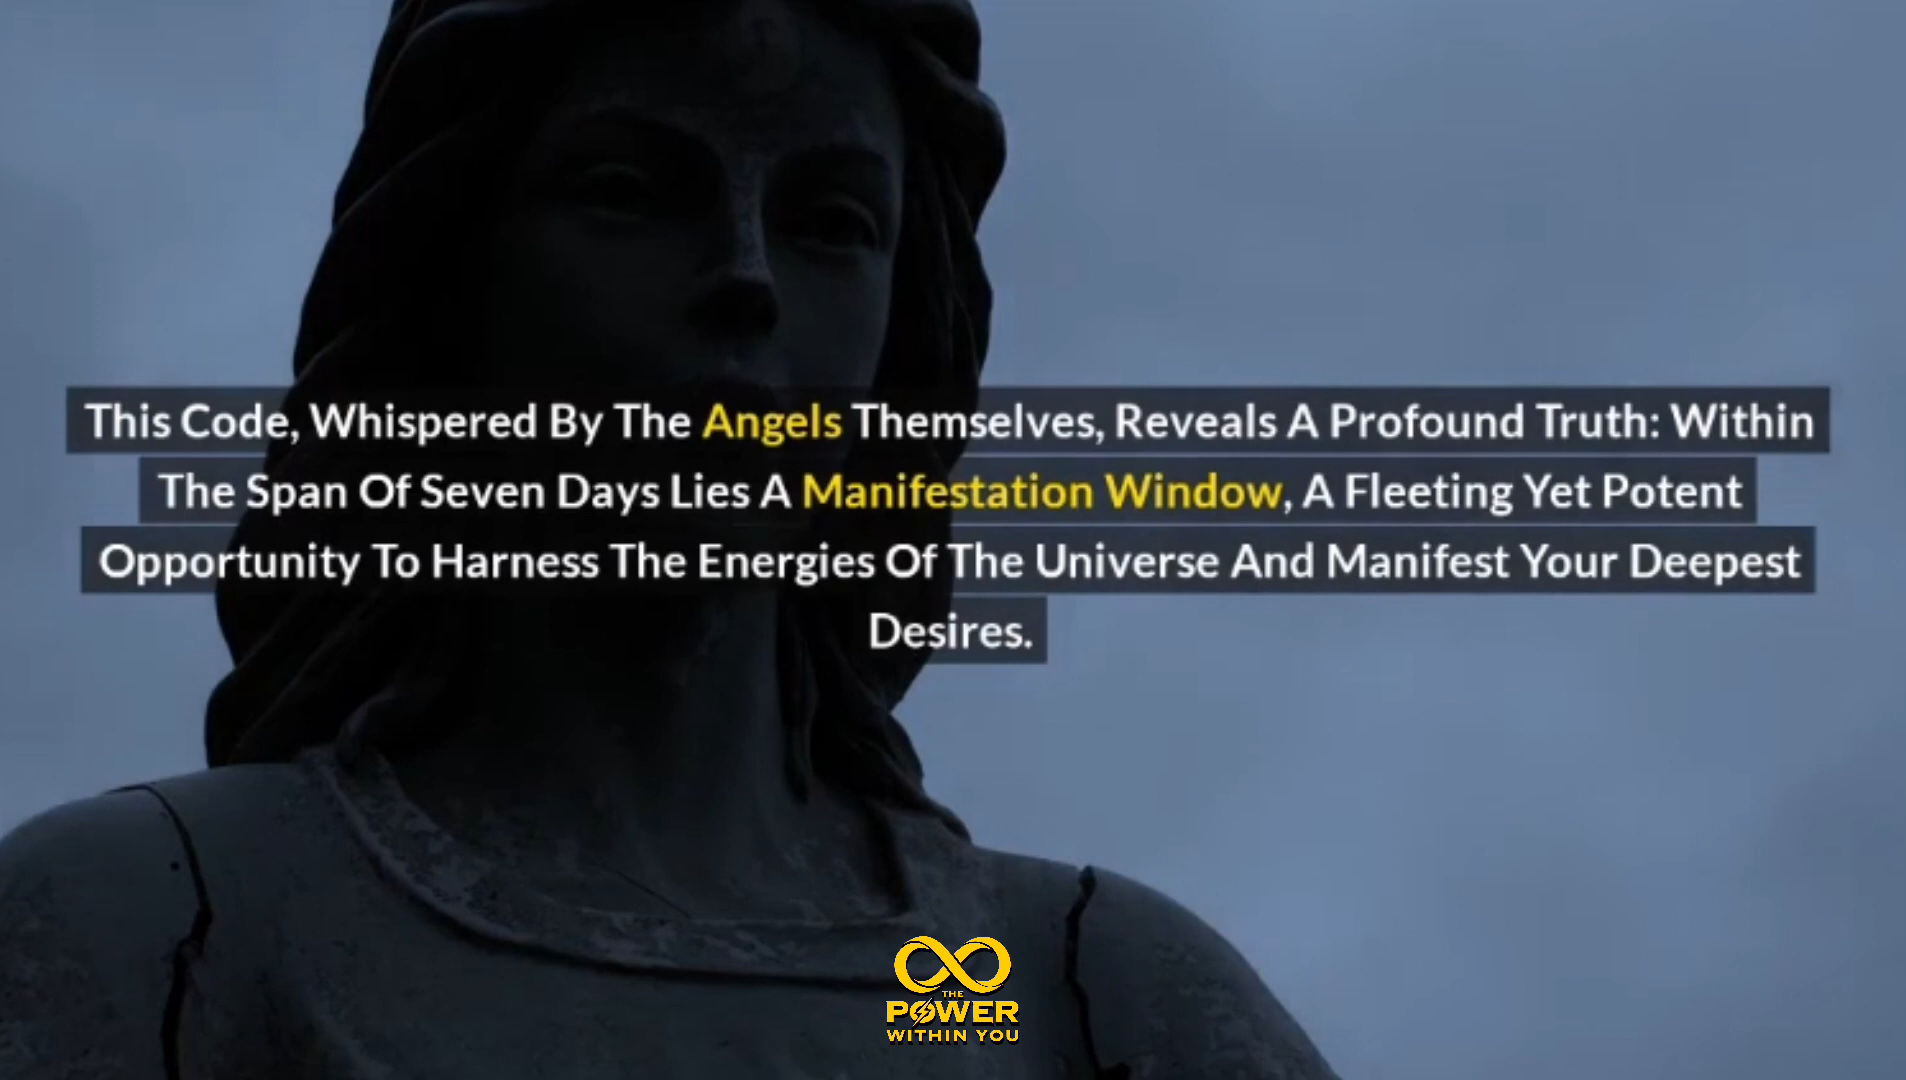 This Code, Whispered By The Angels Themselves, Reveals A Profound Truth: Within
The Span Of Seven Days Lies A Manifestation Window, A Fleeting Yet Potent
Opportunity To Harness The Energies Of The Universe And Manifest Your Deepest
Desires.
THE
POWER
WITHIN YOU